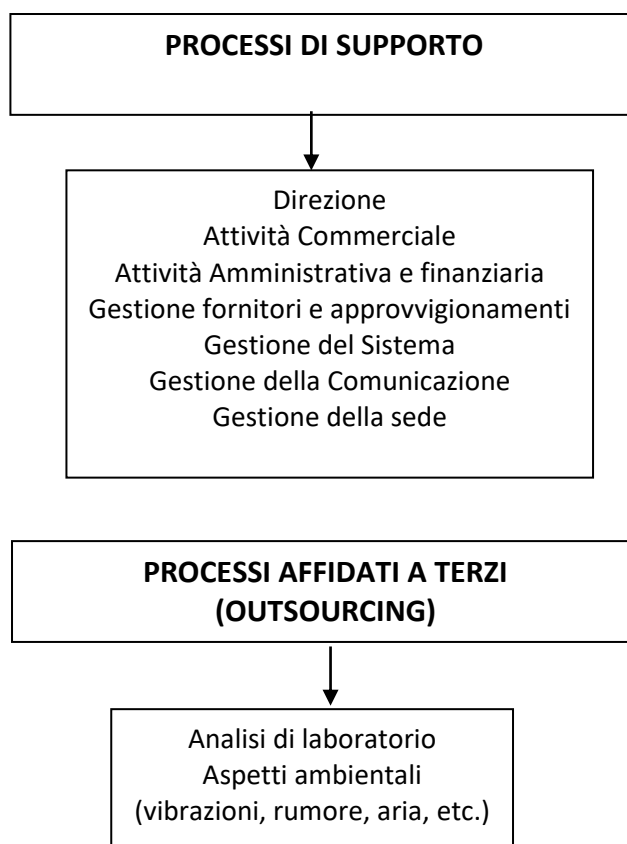 PROCESSI DI SUPPORTO
Direzione
Attività Commerciale
Attività Amministrativa e finanziaria
Gestione fornitori e approvvigionamenti
Gestione del Sistema
Gestione della Comunicazione
Gestione della sede
PROCESSI AFFIDATI A TERZI
(OUTSOURCING)
Analisi di laboratorio
Aspetti ambientali
(vibrazioni, rumore, aria, etc.)